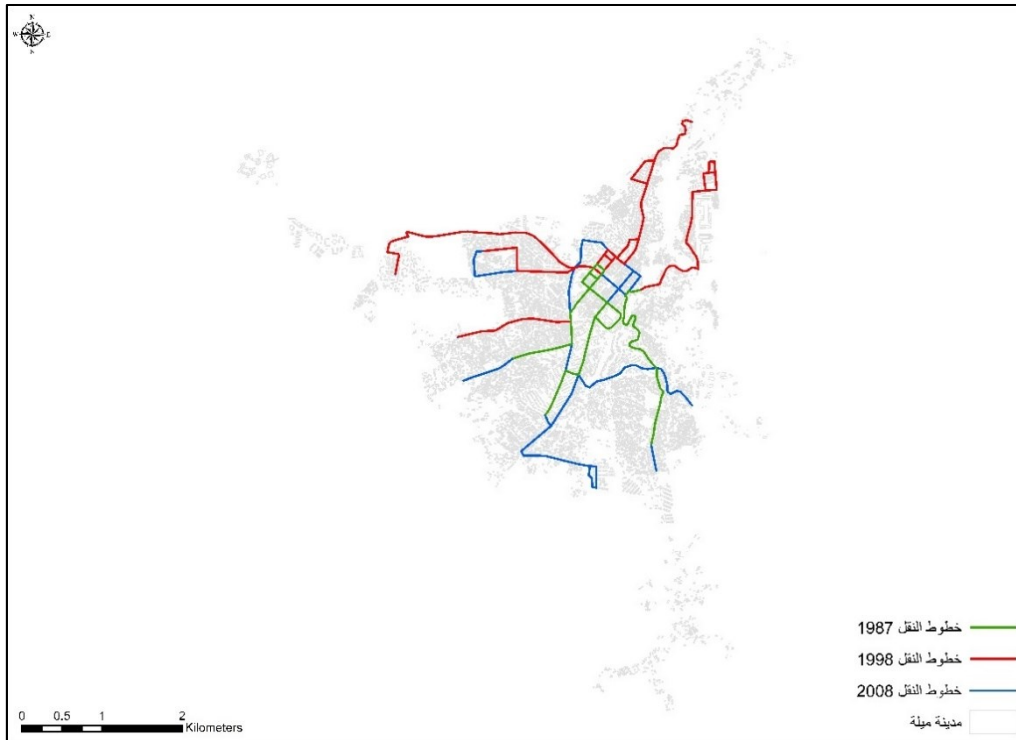 N
W E
S
خطوط النقل 1987
خطوط النقل 1998
خطوط النقل 2008
مدينة ميلة
0 0.5 1 2
Kilometers